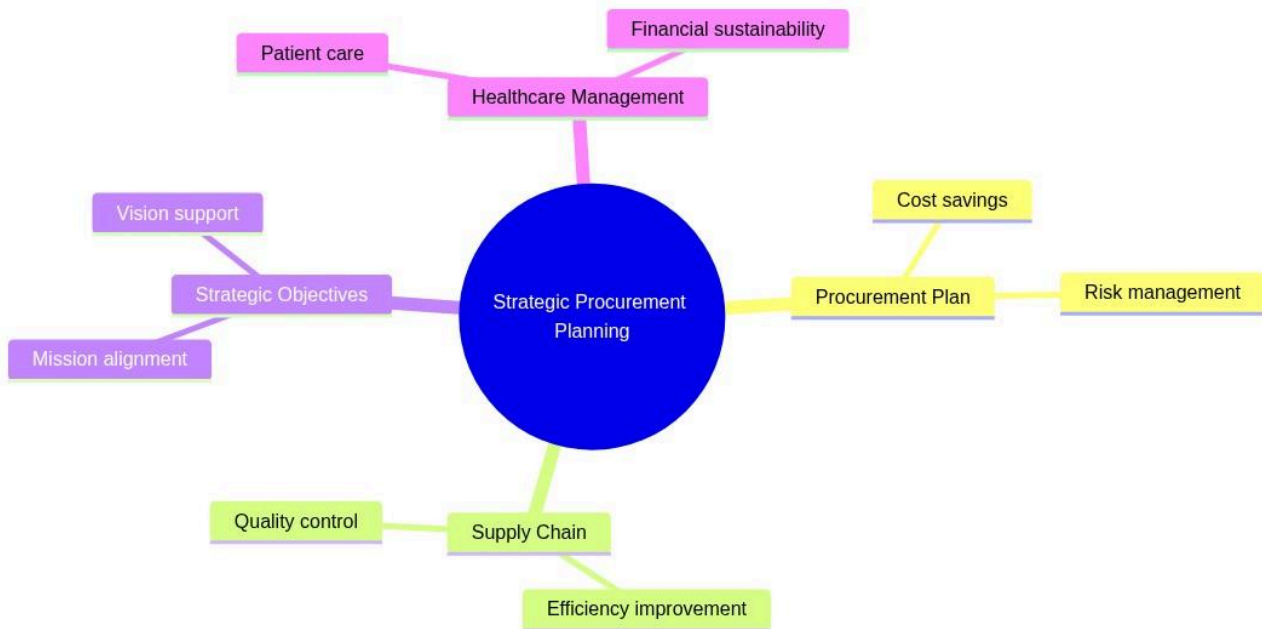 Financial sustainability
Patient care
Healthcare Management
Cost savings
Vision support
Strategic Objectives
Strategic Procurement
Planning
Procurement Plan
Risk management
Mission alignment
Quality control
Supply Chain
Efficiency improvement